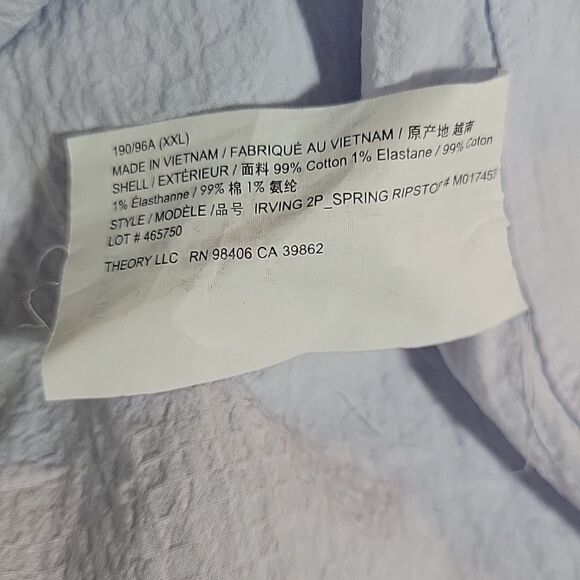 190/96A (XXL)
MADE IN VIETNAM / FABRIQUÉ AU VIETNAM / 原产地 越南
SHELL / EXTÉRIEUR / 面料 99% Cotton 1% Elastane / 99% Coton
1% Élasthanne / 99% 棉 1% 氨纶
STYLE / MODÈLE /品号 IRVING 2P_SPRING RIPSTO # M017453
LOT # 465750
THEORY LLC RN 98406 CA 39862